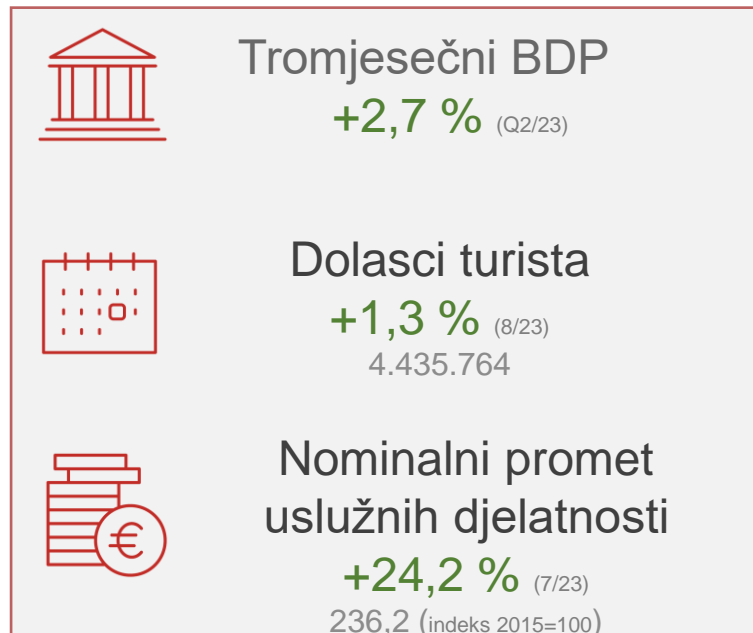 Tromjesečni BDP
+2,7 % (Q2/23)
Dolasci turista
+1,3 % (8/23)
4.435.764
Nominalni promet
uslužnih djelatnosti
+24,2 % (7/23)
236,2 (indeks 2015=100)